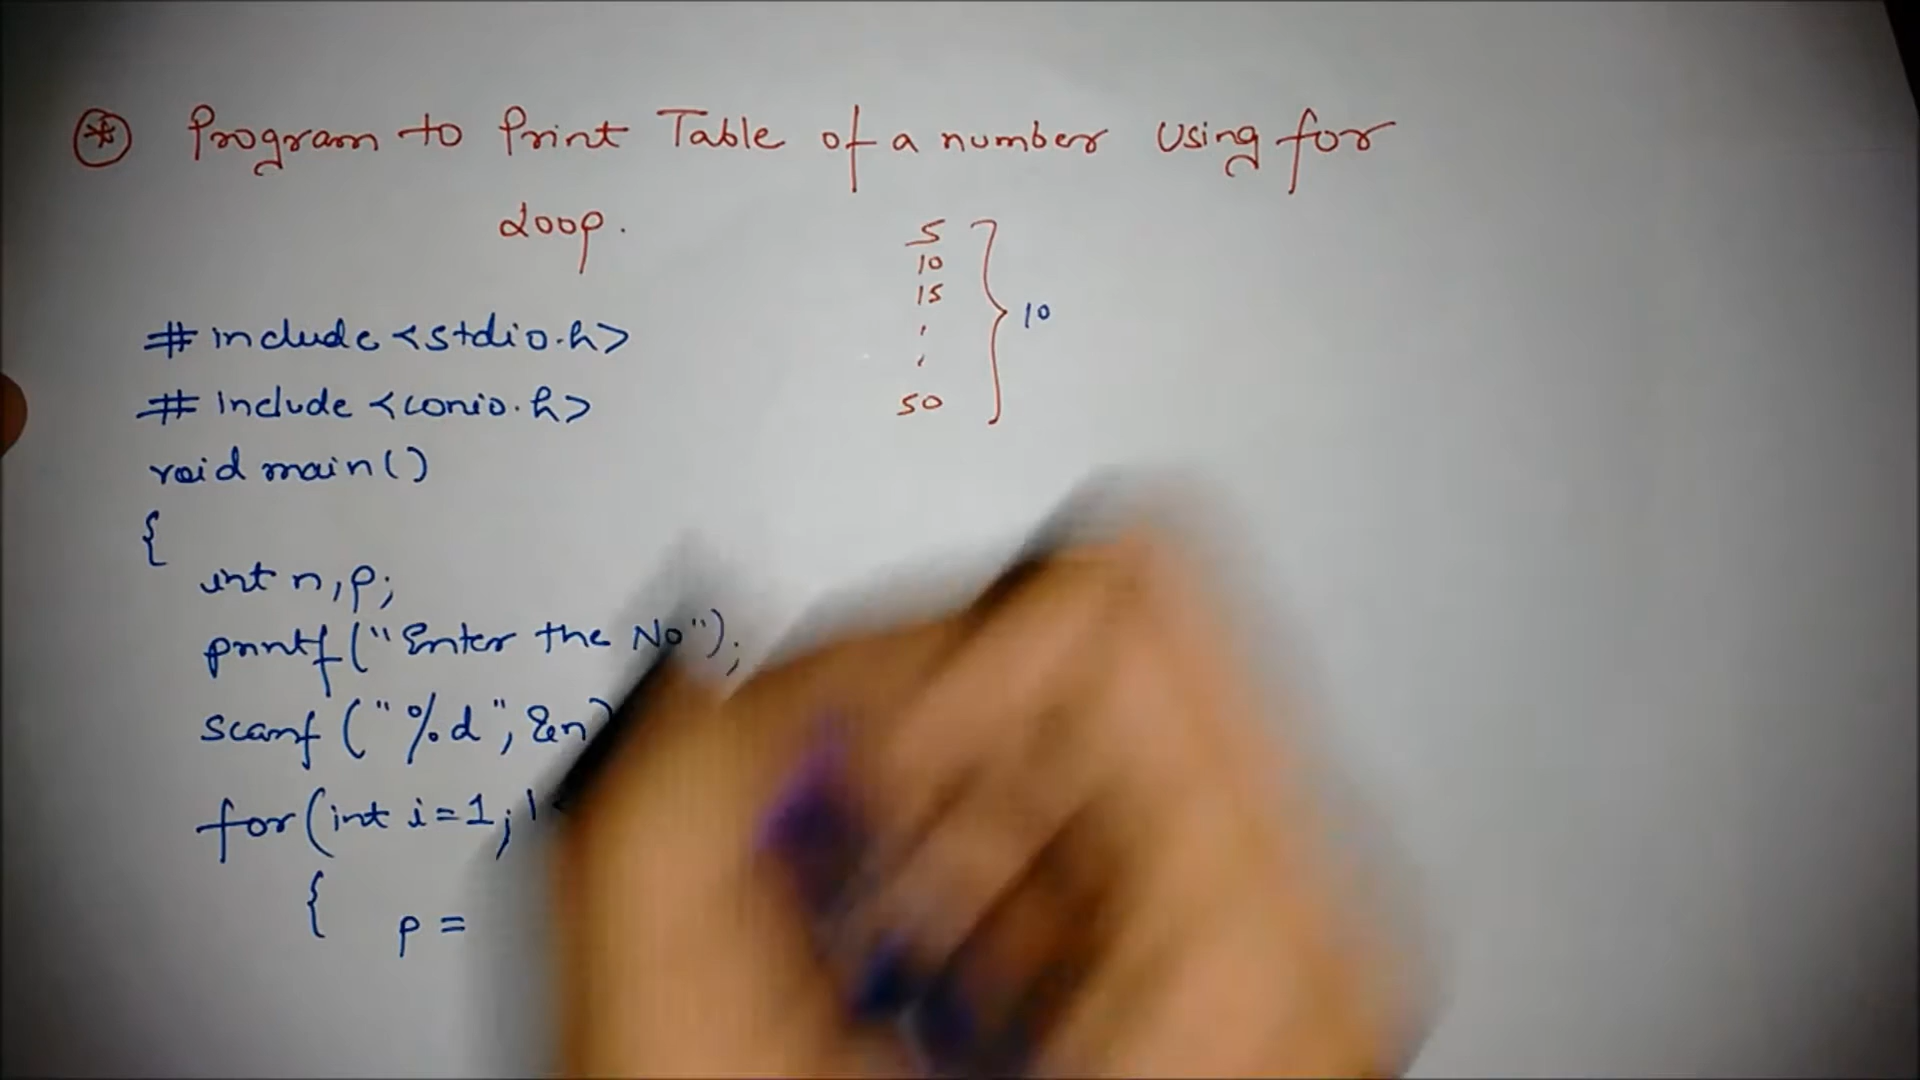 * Program to Print Table of a number Using for
Loop.
5
10
15
50
10
#include <stdio.h>
#include <conio.h>
void main()
{
int n,p;
printf("Enter the No");
scanf("%d",&n)
for(int i=1;
{ p =